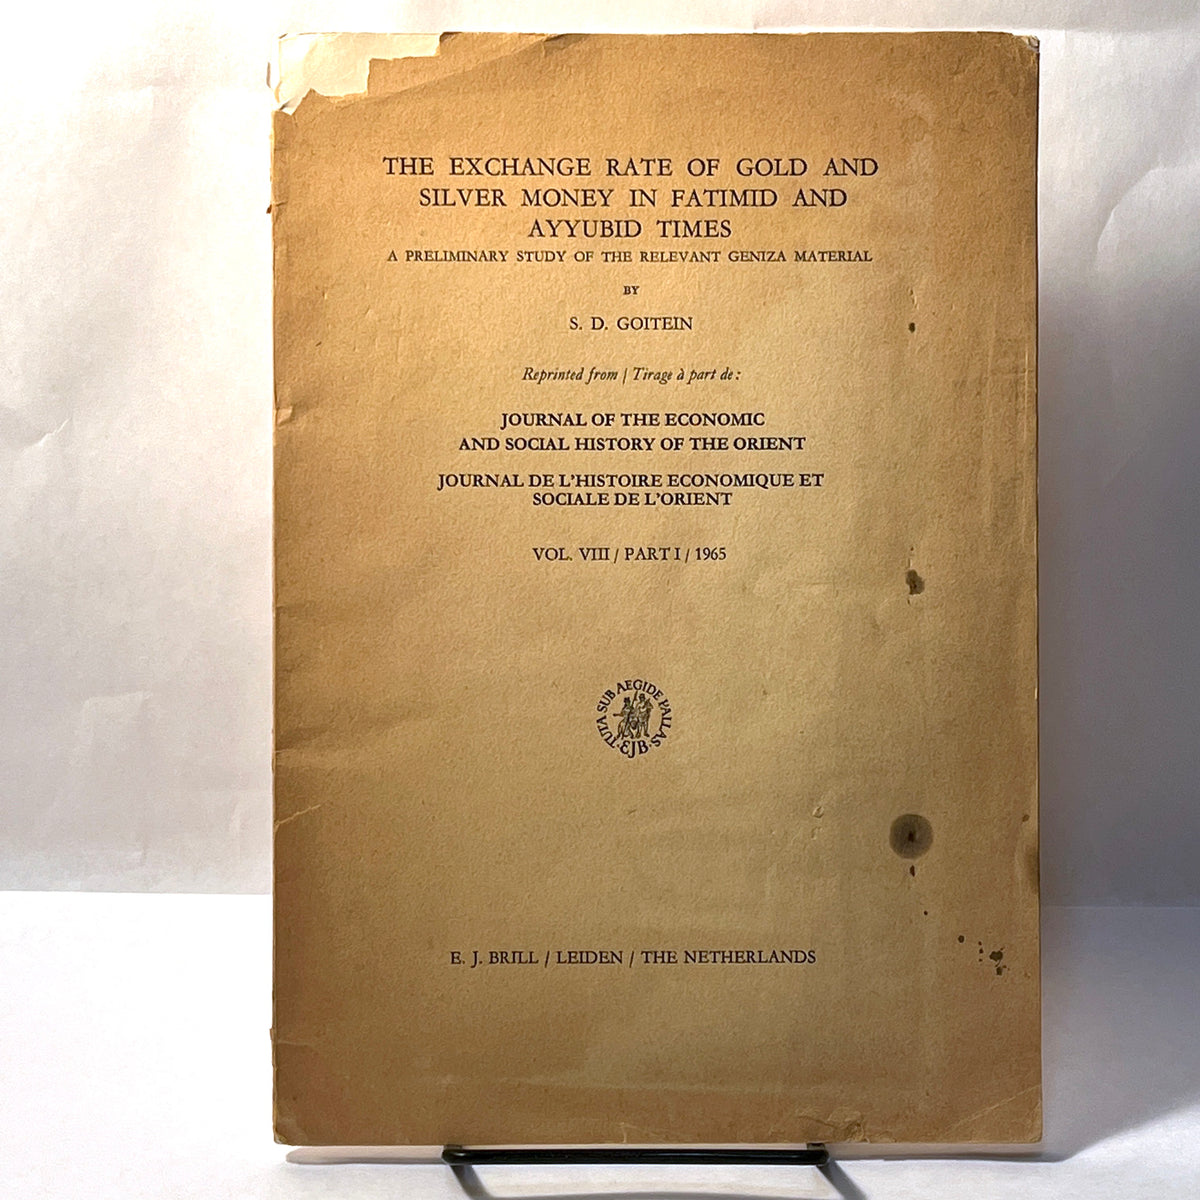 THE EXCHANGE RATE OF GOLD AND
SILVER MONEY IN FATIMID AND
AYYUBID TIMES
A PRELIMINARY STUDY OF THE RELEVANT GENIZA MATERIAL
BY
S. D. GOITEIN
Reprinted from / Tirage à part de :
JOURNAL OF THE ECONOMIC
AND SOCIAL HISTORY OF THE ORIENT
JOURNAL DE L'HISTOIRE ECONOMIQUE ET
SOCIALE DE L'ORIENT
VOL. VIII / PART I / 1965
TUTA SUB AEGIDE PALLAS
EJB
E. J. BRILL / LEIDEN / THE NETHERLANDS